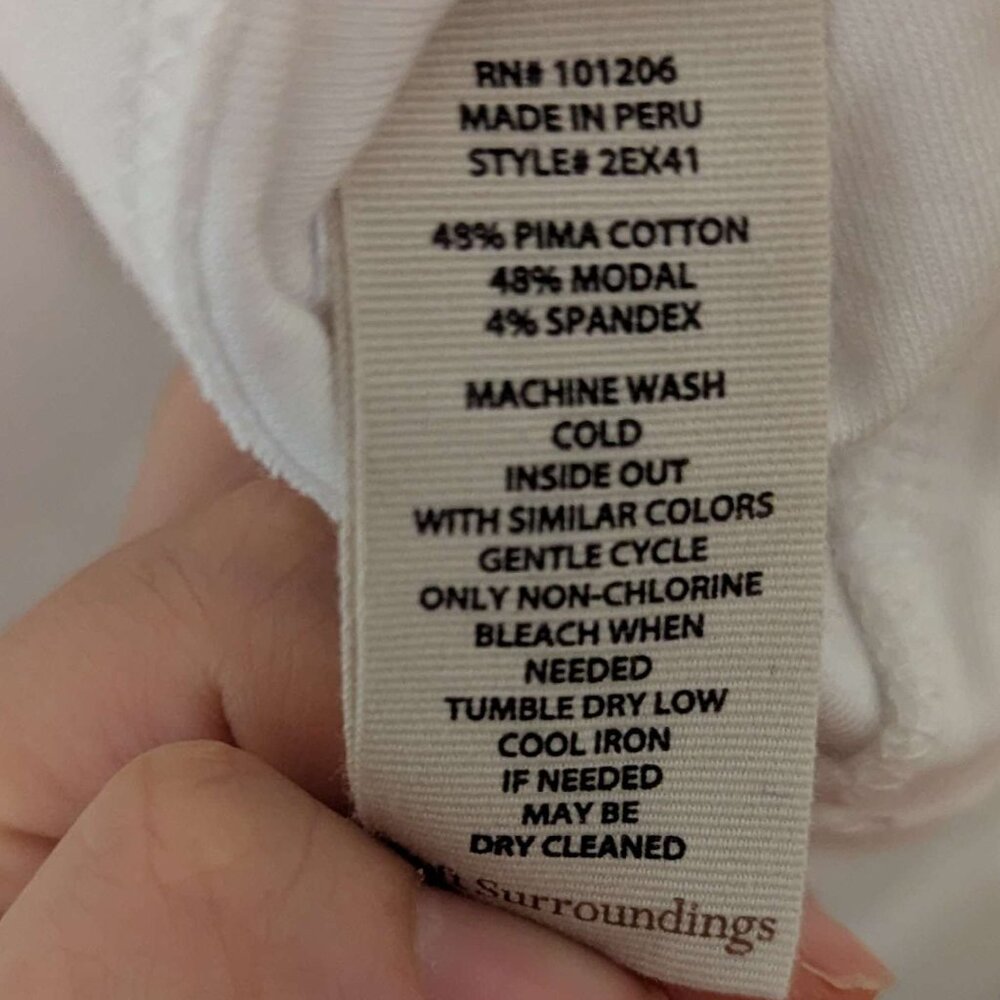 RN# 101206
MADE IN PERU
STYLE# 2EX41
48% PIMA COTTON
48% MODAL
4% SPANDEX
MACHINE WASH
COLD
INSIDE OUT
WITH SIMILAR COLORS
GENTLE CYCLE
ONLY NON-CHLORINE
BLEACH WHEN
NEEDED
TUMBLE DRY LOW
COOL IRON
IF NEEDED
MAY BE
DRY CLEANED
Surroundings